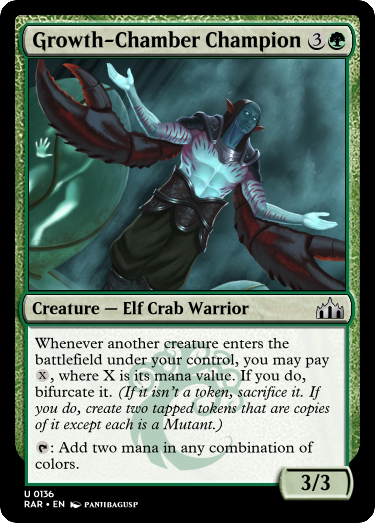 Growth-Chamber Champion 3
Creature — Elf Crab Warrior
Whenever another creature enters the
battlefield under your control, you may pay
X, where X is its mana value. If you do,
bifurcate it. (If it isn't a token, sacrifice it. If
you do, create two tapped tokens that are copies
of it except each is a Mutant.)
: Add two mana in any combination of
colors.
3/3
U 0136
RAR • EN PANJIBAGUSP